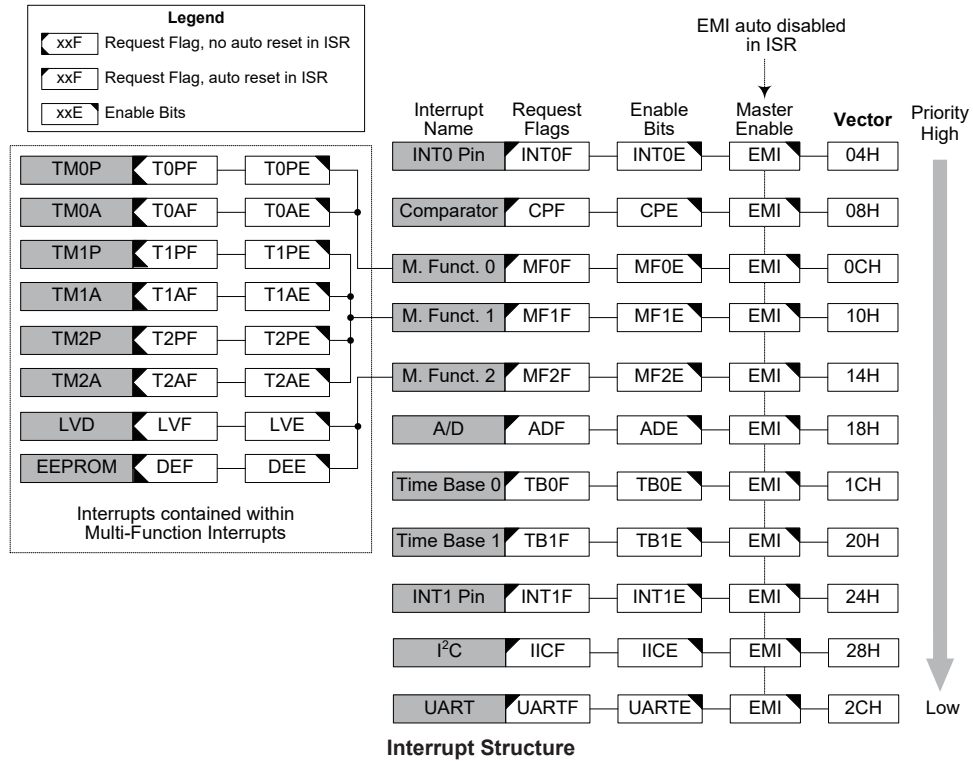 Legend
xxF Request Flag, no auto reset in ISR
xxF Request Flag, auto reset in ISR
xxE Enable Bits
EMI auto disabled
in ISR
Interrupt
Name
Request
Flags
Enable
Bits
Master
Enable
Vector
Priority
High
TM0P T0PF T0PE
TM0A T0AF T0AE
TM1P T1PF T1PE
TM1A T1AF T1AE
TM2P T2PF T2PE
TM2A T2AF T2AE
LVD LVF LVE
EEPROM DEF DEE
Interrupts contained within
Multi-Function Interrupts
INT0 Pin INT0F INT0E EMI 04H
Comparator CPF CPE EMI 08H
M. Funct. 0 MF0F MF0E EMI 0CH
M. Funct. 1 MF1F MF1E EMI 10H
M. Funct. 2 MF2F MF2E EMI 14H
A/D ADF ADE EMI 18H
Time Base 0 TB0F TB0E EMI 1CH
Time Base 1 TB1F TB1E EMI 20H
INT1 Pin INT1F INT1E EMI 24H
I²C IICF IICE EMI 28H
UART UARTF UARTE EMI 2CH
Low
Interrupt Structure